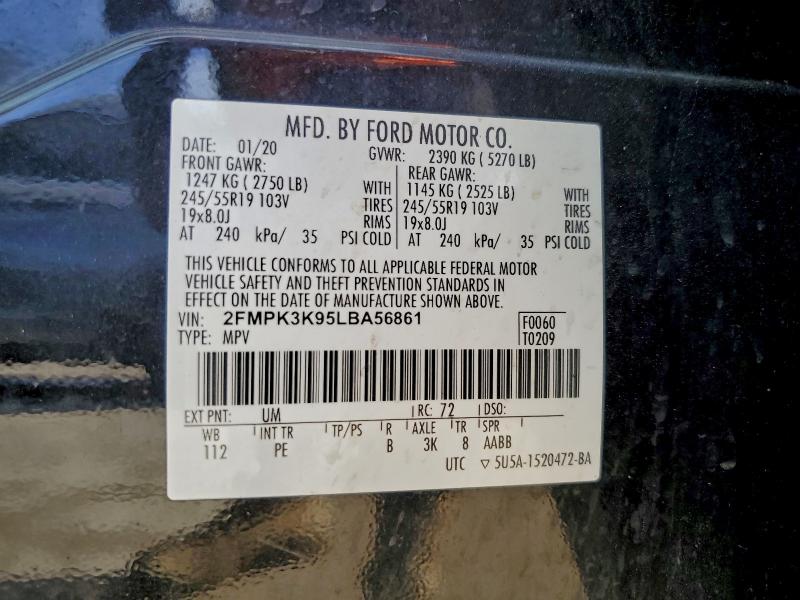 MFD. BY FORD MOTOR CO.
DATE: 01/20 GVWR: 2390 KG ( 5270 LB)
FRONT GAWR: REAR GAWR:
1247 KG ( 2750 LB) WITH 1145 KG ( 2525 LB) WITH
245/55R19 103V TIRES 245/55R19 103V TIRES
19x8.0J RIMS 19x8.0J RIMS
AT 240 kPa/ 35 PSI COLD AT 240 kPa/ 35 PSI COLD
THIS VEHICLE CONFORMS TO ALL APPLICABLE FEDERAL MOTOR
VEHICLE SAFETY AND THEFT PREVENTION STANDARDS IN
EFFECT ON THE DATE OF MANUFACTURE SHOWN ABOVE.
VIN: 2FMPK3K95LBA56861 F0060
TYPE: MPV T0209
EXT PNT: UM RC: 72 DSO:
WB INT TR TP/PS R AXLE TR SPR
112 PE B 3K 8 AABB
UTC ▽ 5U5A-1520472-BA